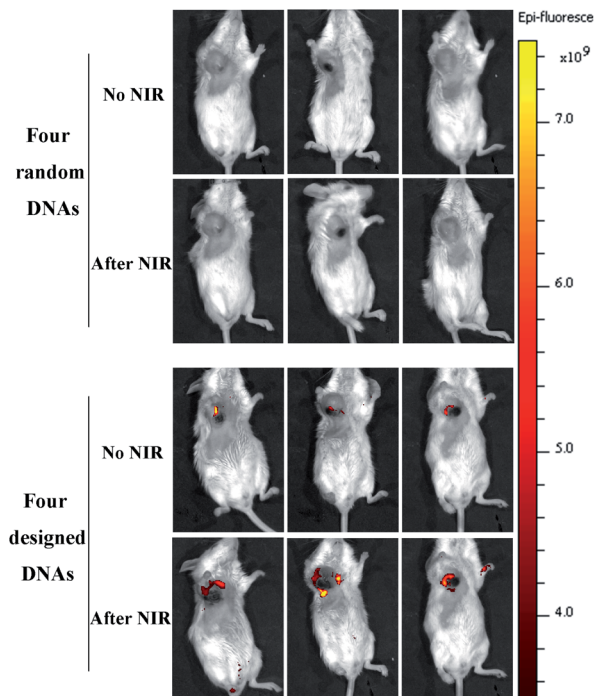 Epi-fluoresce
x10⁹
7.0
6.0
5.0
4.0
Four
random
DNAs
No NIR
After NIR
Four
designed
DNAs
No NIR
After NIR